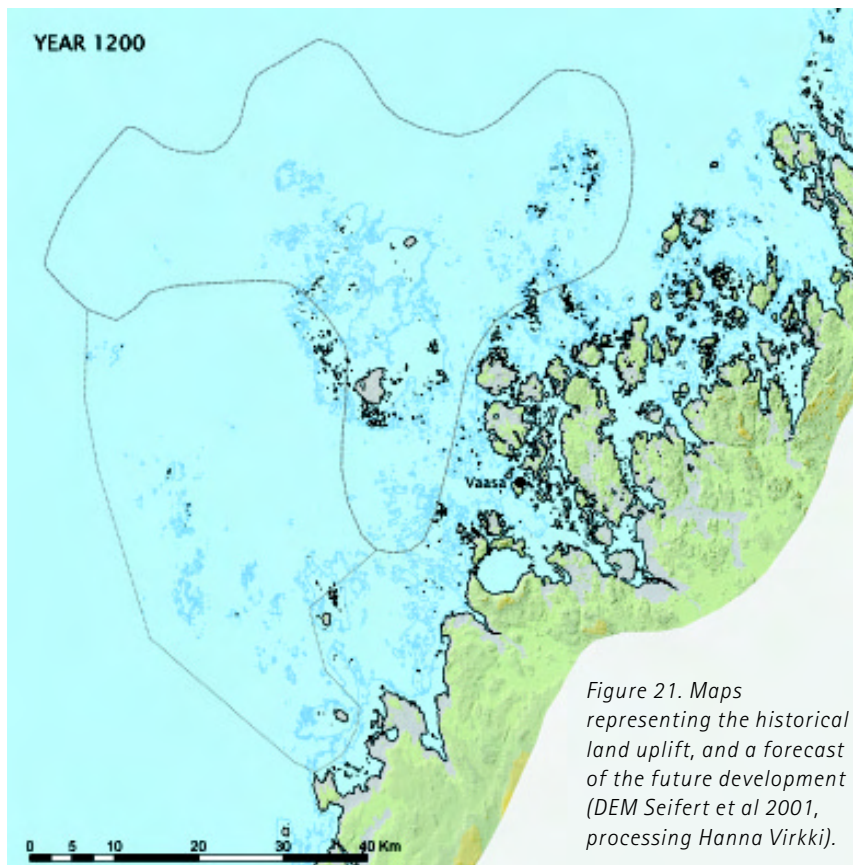 YEAR 1200
Vaasa
Figure 21. Maps
representing the historical
land uplift, and a forecast
of the future development
(DEM Seifert et al 2001,
processing Hanna Virkki).
0 5 10 20 30 40 Km